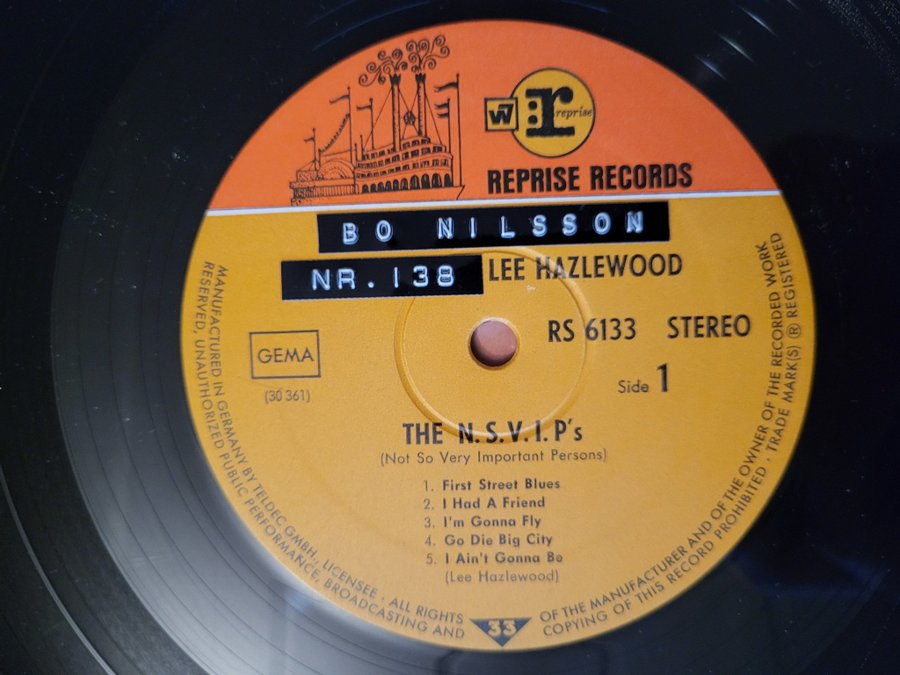 W7
r: reprise
REPRISE RECORDS
BO NILSSON
NR. 138
LEE HAZLEWOOD
RS 6133 STEREO
GEMA
(30 361)
Side 1
THE N.S.V.I.P's
(Not So Very Important Persons)
1. First Street Blues
2. I Had A Friend
3. I'm Gonna Fly
4. Go Die Big City
5. I Ain't Gonna Be
(Lee Hazlewood)
MANUFACTURED IN GERMANY BY TELDEC GMBH., LICENSEE · ALL RIGHTS
RESERVED, UNAUTHORIZED PUBLIC PERFORMANCE, BROADCASTING AND
33
OF THE MANUFACTURER AND OF THE OWNER OF THE RECORDED WORK
COPYING OF THIS RECORD PROHIBITED · TRADE MARK(S) ® REGISTERED